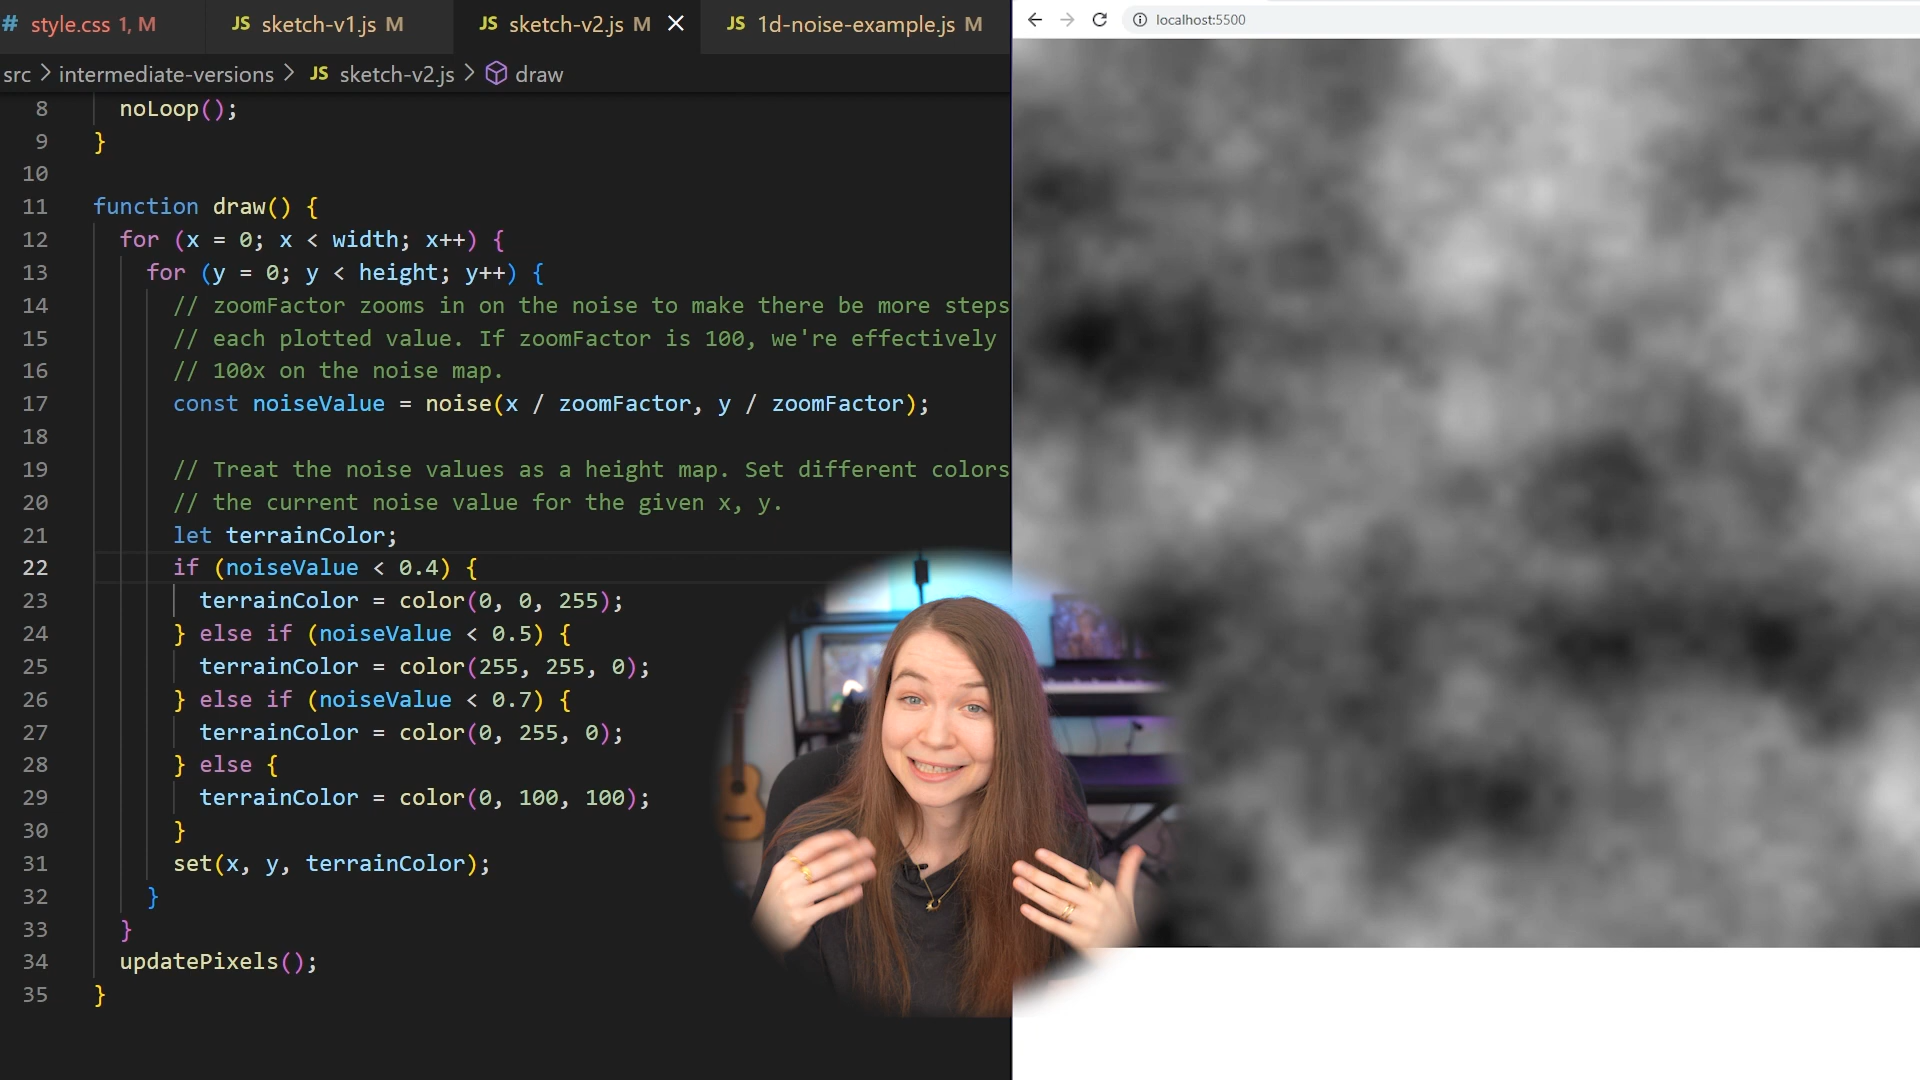 # style.css 1, M
JS sketch-v1.js M
JS sketch-v2.js M
JS 1d-noise-example.js M
localhost:5500
src > intermediate-versions > JS sketch-v2.js > draw
8 noLoop();
9 }
10
11 function draw() {
12 for (x = 0; x < width; x++) {
13 for (y = 0; y < height; y++) {
14 // zoomFactor zooms in on the noise to make there be more steps
15 // each plotted value. If zoomFactor is 100, we're effectively
16 // 100x on the noise map.
17 const noiseValue = noise(x / zoomFactor, y / zoomFactor);
18
19 // Treat the noise values as a height map. Set different colors
20 // the current noise value for the given x, y.
21 let terrainColor;
22 if (noiseValue < 0.4) {
23 terrainColor = color(0, 0, 255);
24 } else if (noiseValue < 0.5) {
25 terrainColor = color(255, 255, 0);
26 } else if (noiseValue < 0.7) {
27 terrainColor = color(0, 255, 0);
28 } else {
29 terrainColor = color(0, 100, 100);
30 }
31 set(x, y, terrainColor);
32 }
33 }
34 updatePixels();
35 }